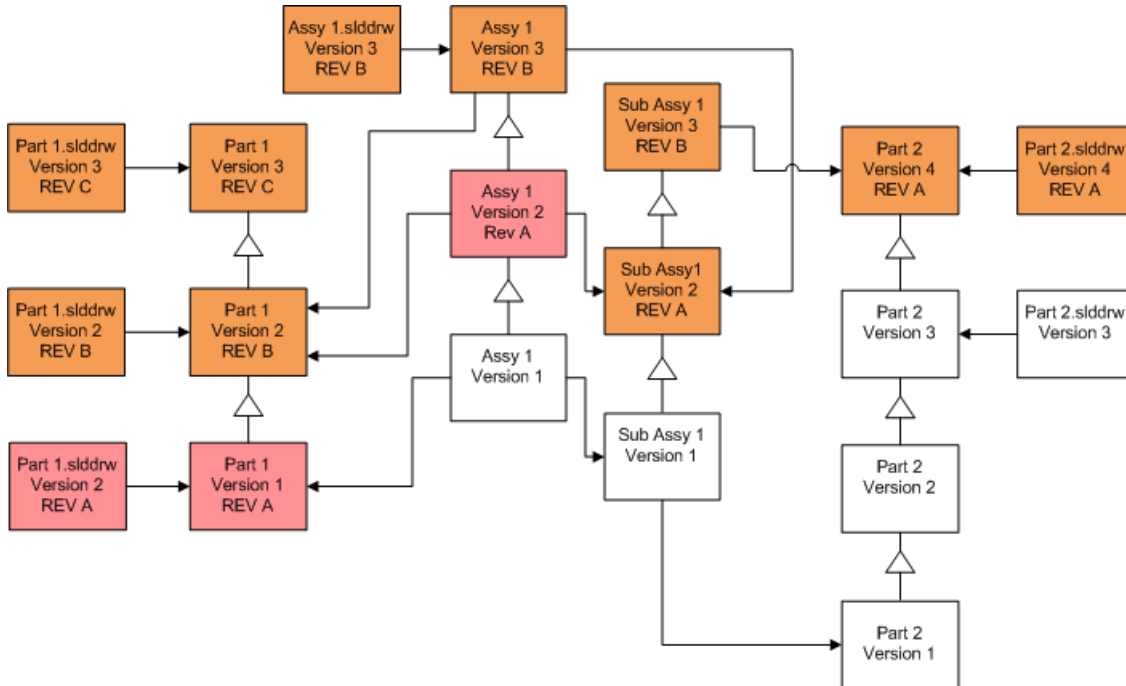 Assy 1.slddrw
Version 3
REV B
Assy 1
Version 3
REV B
Sub Assy 1
Version 3
REV B
Part 1.slddrw
Version 3
REV C
Part 1
Version 3
REV C
Part 2
Version 4
REV A
Part 2.slddrw
Version 4
REV A
Assy 1
Version 2
Rev A
Sub Assy1
Version 2
REV A
Part 1.slddrw
Version 2
REV B
Part 1
Version 2
REV B
Part 2
Version 3
Part 2.slddrw
Version 3
Assy 1
Version 1
Sub Assy 1
Version 1
Part 1.slddrw
Version 2
REV A
Part 1
Version 1
REV A
Part 2
Version 2
Part 2
Version 1